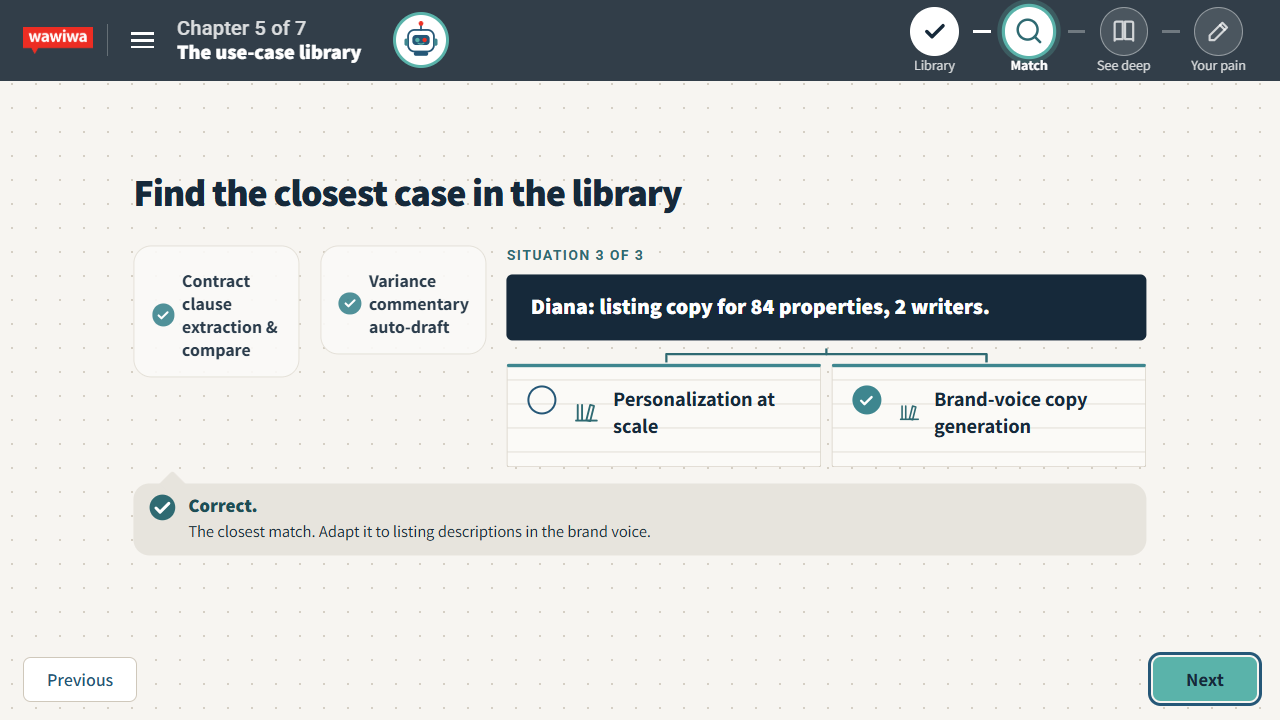 wawiwa
Chapter 5 of 7
The use-case library
Library
Match
See deep
Your pain
Find the closest case in the library
Contract
clause
extraction &
compare
Variance
commentary
auto-draft
SITUATION 3 OF 3
Diana: listing copy for 84 properties, 2 writers.
Personalization at
scale
Brand-voice copy
generation
Correct.
The closest match. Adapt it to listing descriptions in the brand voice.
Previous
Next